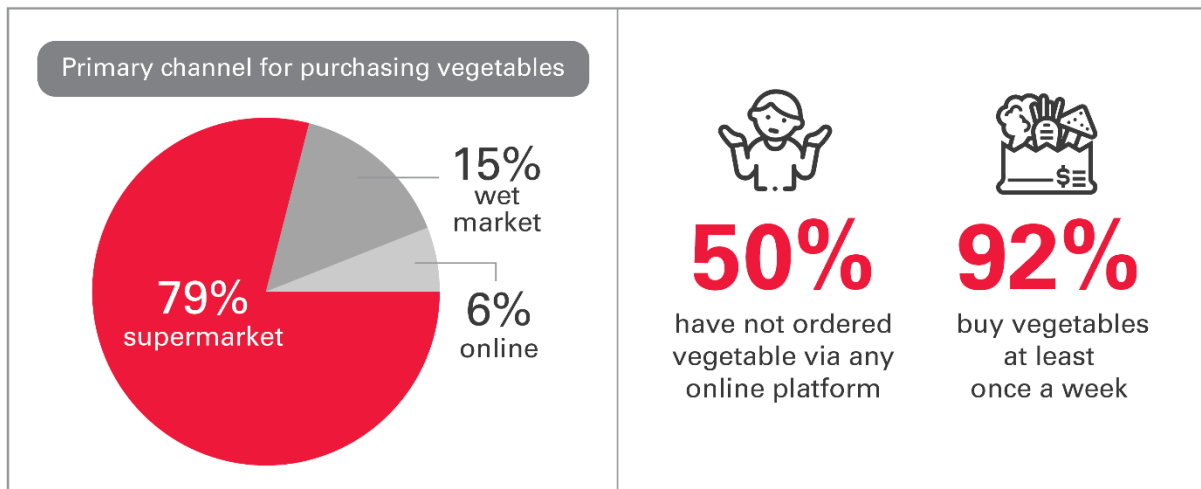 Primary channel for purchasing vegetables
15%
wet
market
79%
supermarket
6%
online
50%
have not ordered
vegetable via any
online platform
$
92%
buy vegetables
at least
once a week